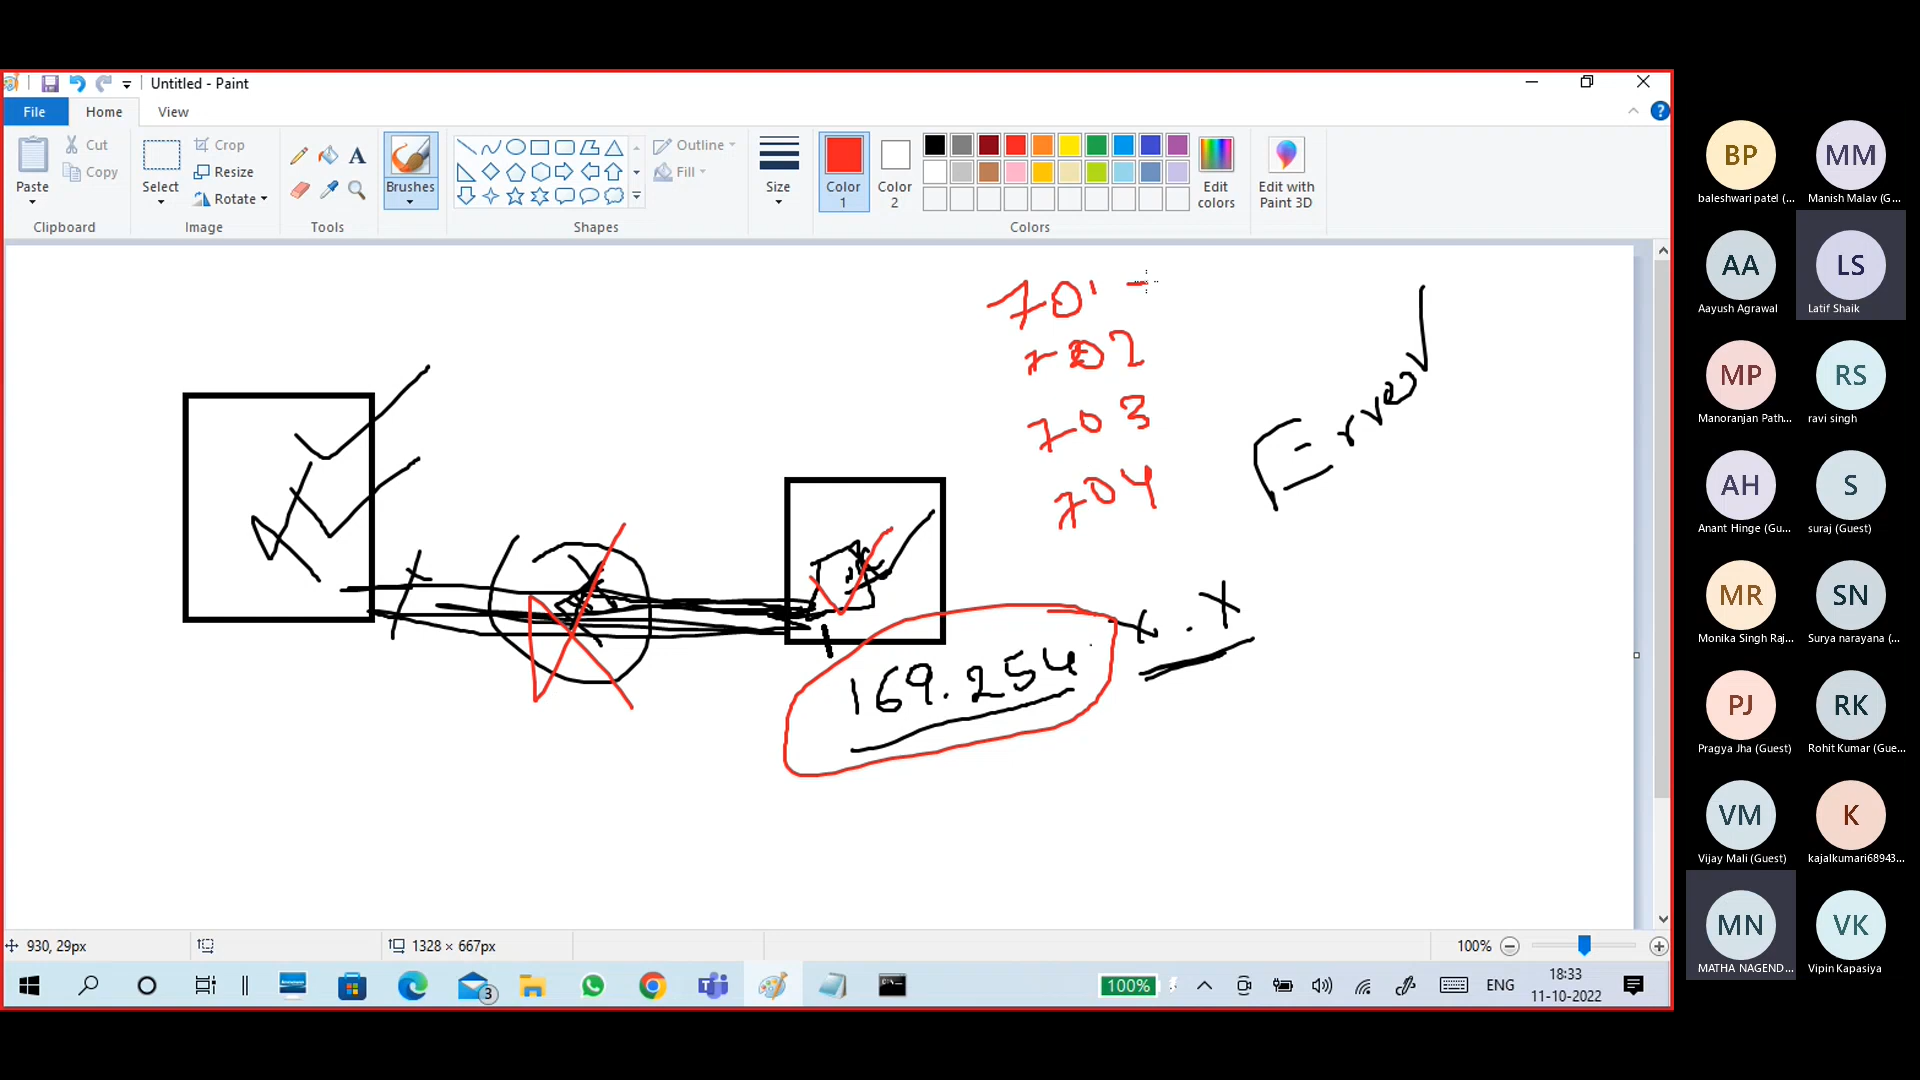 Untitled - Paint
File
Home
View
Paste
Cut
Copy
Clipboard
Select
Crop
Resize
Rotate
Image
Tools
Brushes
Shapes
Outline
Fill
Size
Color 1
Color 2
Colors
Edit colors
Edit with Paint 3D
701 -
702
703
704
Error
169.254.x.x
930, 29px
1328 × 667px
100%
3
100%
ENG
18:33
11-10-2022
BP
baleshwari patel (...
MM
Manish Malav (G...
AA
Aayush Agrawal
LS
Latif Shaik
MP
Manoranjan Path...
RS
ravi singh
AH
Anant Hinge (Gu...
S
suraj (Guest)
MR
Monika Singh Raj...
SN
Surya narayana (...
PJ
Pragya Jha (Guest)
RK
Rohit Kumar (Gue...
VM
Vijay Mali (Guest)
K
kajalkumari68943...
MN
MATHA NAGEND...
VK
Vipin Kapasiya